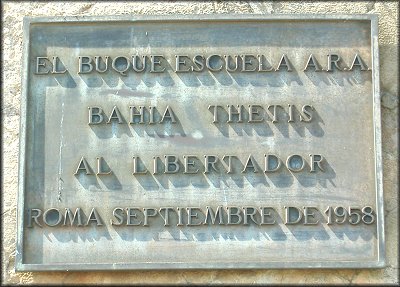 EL BUQUE ESCUELA A.R.A.
BAHIA THETIS
AL LIBERTADOR
ROMA SEPTIEMBRE DE 1958